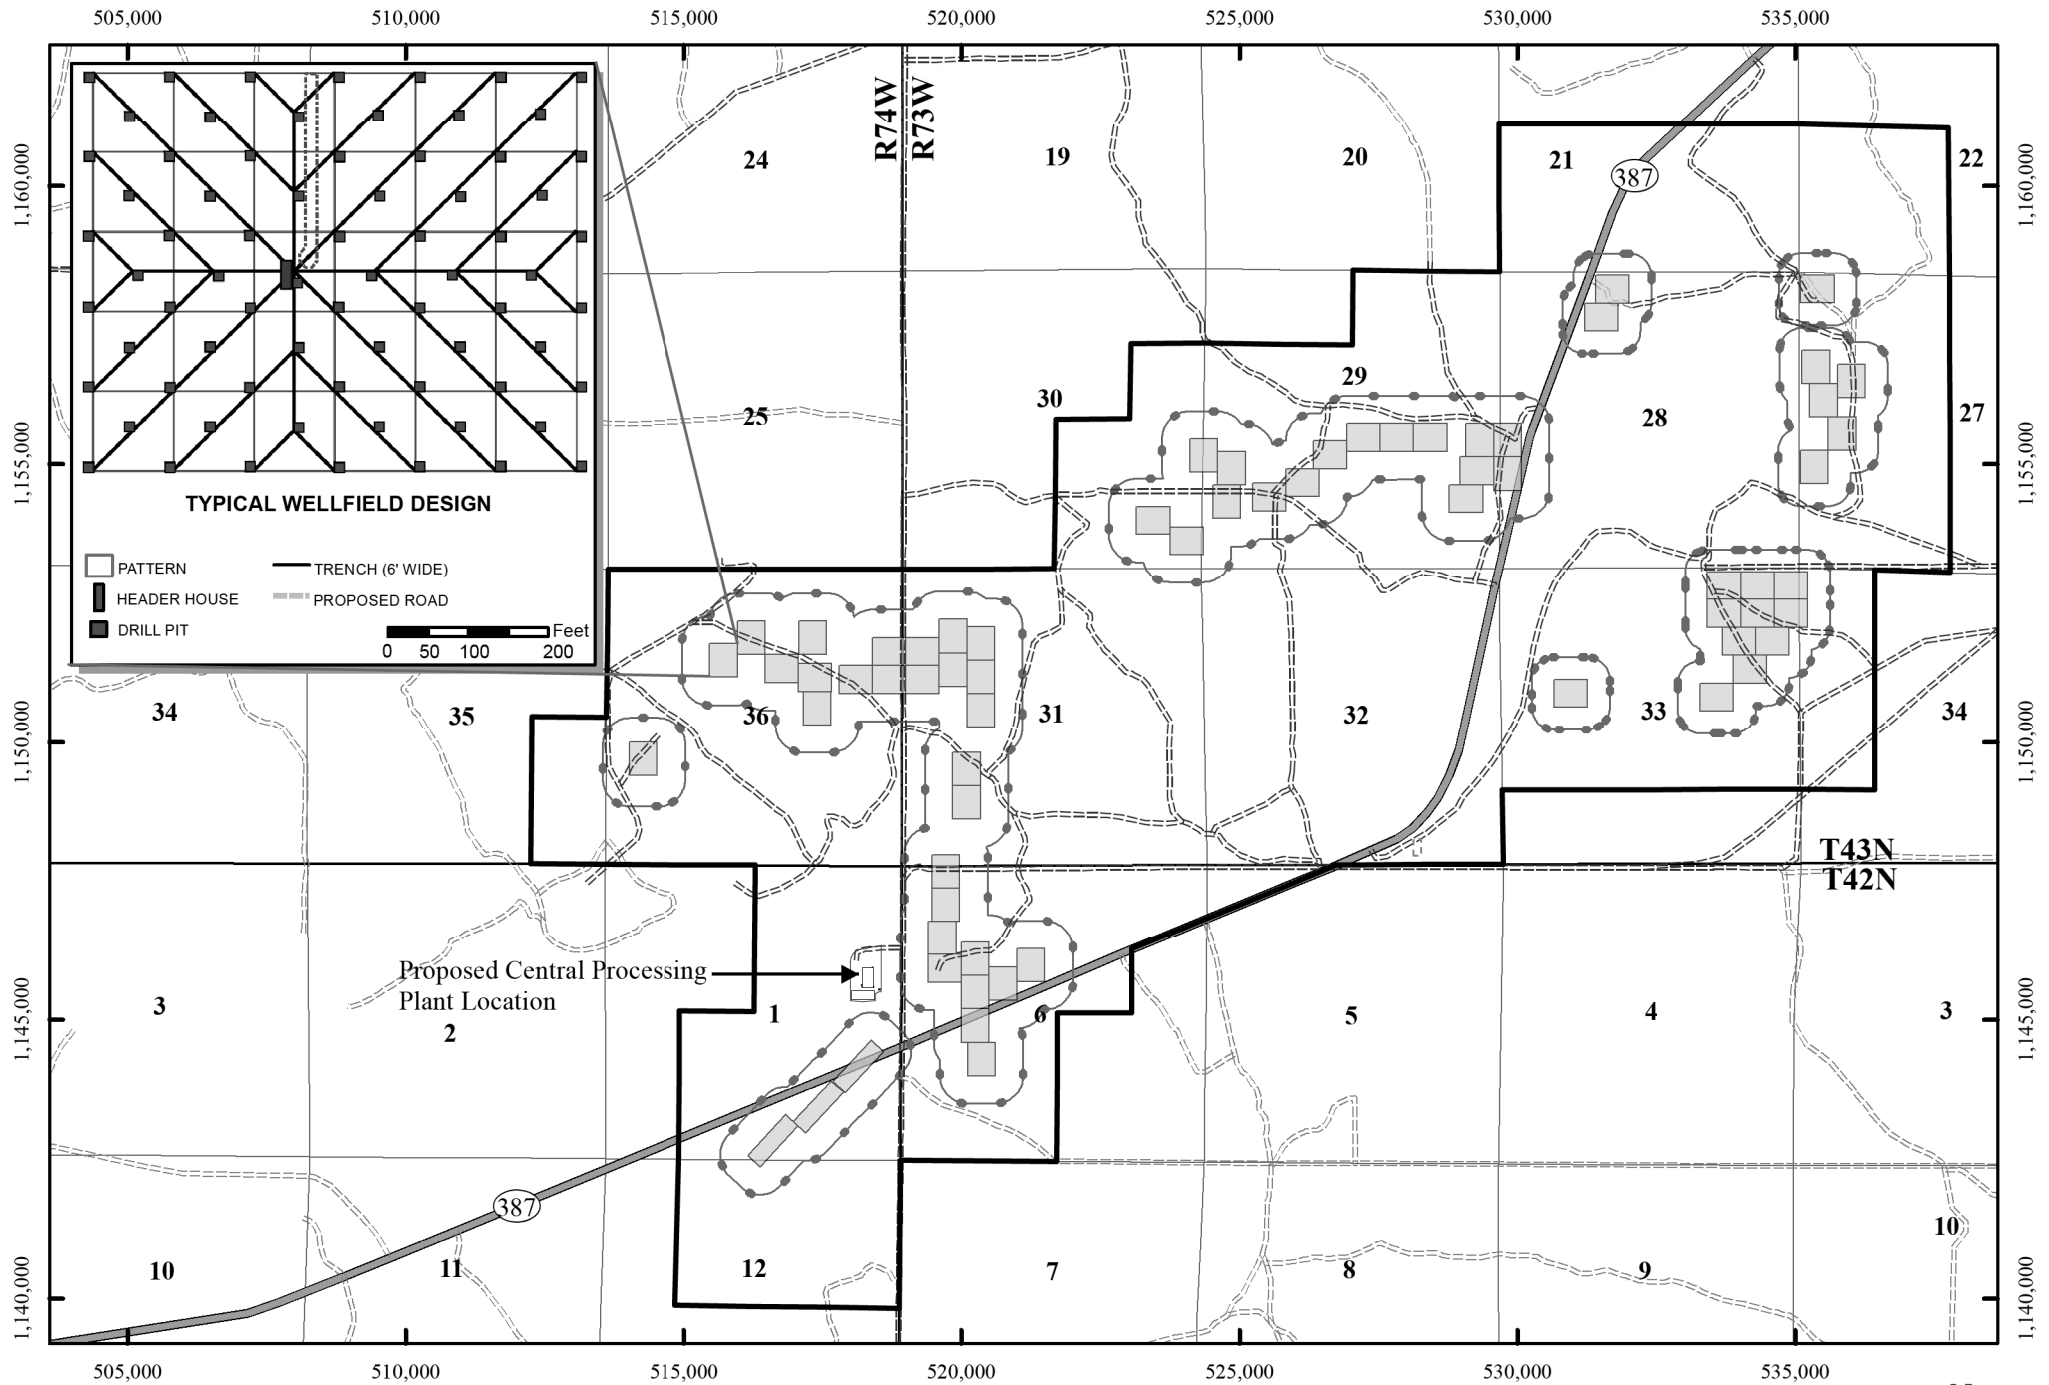 505,000 510,000 515,000 520,000 525,000 530,000 535,000
R74W R73W
24 19 20 21 22
387
1,160,000 1,160,000
TYPICAL WELLFIELD DESIGN
PATTERN
TRENCH (6' WIDE)
HEADER HOUSE
PROPOSED ROAD
DRILL PIT
Feet
0 50 100 200
25 30 29 28 27
1,155,000 1,155,000
34 35 36 31 32 33 34
1,150,000 1,150,000
T43N
T42N
Proposed Central Processing
Plant Location
3 2 1 6 5 4 3
1,145,000 1,145,000
387
10 11 12 7 8 9 10
1,140,000 1,140,000
505,000 510,000 515,000 520,000 525,000 530,000 535,000